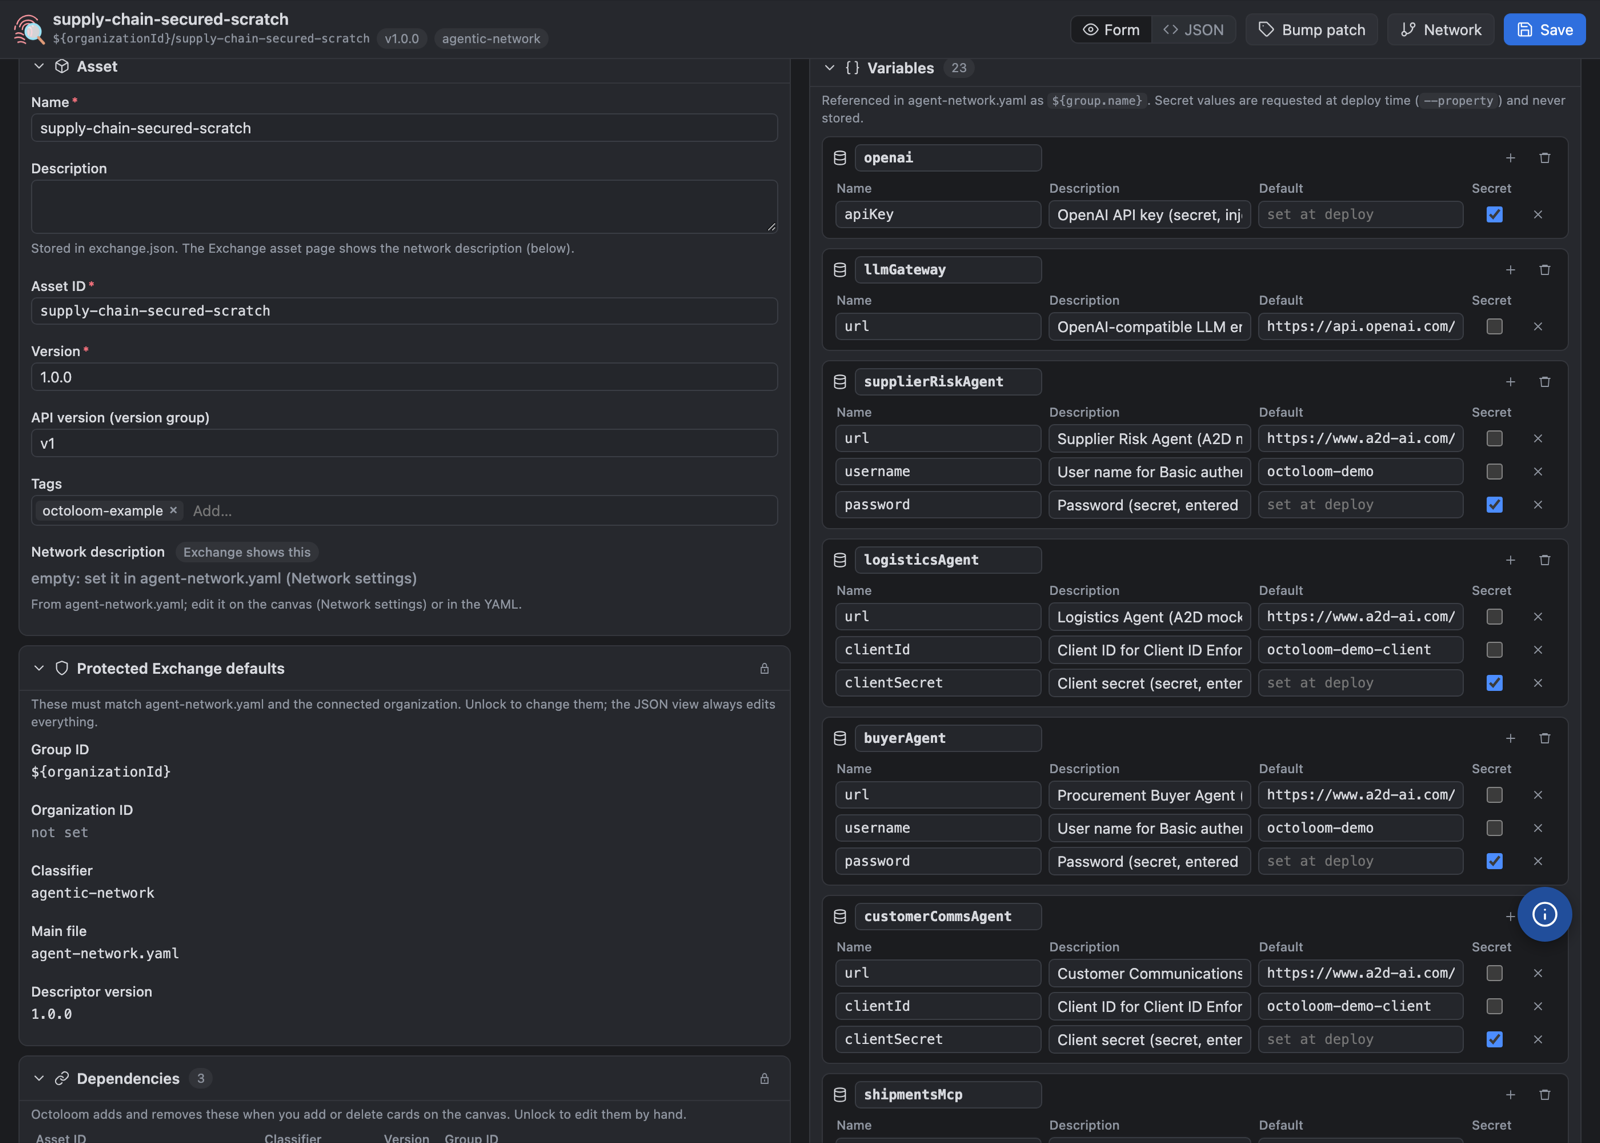 supply-chain-secured-scratch
${organizationId}/supply-chain-secured-scratch v1.0.0 agentic-network
Form <> JSON Bump patch Network Save
Asset
Name *
supply-chain-secured-scratch
Description
Stored in exchange.json. The Exchange asset page shows the network description (below).
Asset ID *
supply-chain-secured-scratch
Version *
1.0.0
API version (version group)
v1
Tags
octoloom-example × Add...
Network description Exchange shows this
empty: set it in agent-network.yaml (Network settings)
From agent-network.yaml; edit it on the canvas (Network settings) or in the YAML.
Protected Exchange defaults
These must match agent-network.yaml and the connected organization. Unlock to change them; the JSON view always edits
everything.
Group ID
${organizationId}
Organization ID
not set
Classifier
agentic-network
Main file
agent-network.yaml
Descriptor version
1.0.0
Dependencies 3
Octoloom adds and removes these when you add or delete cards on the canvas. Unlock to edit them by hand.
Asset ID Classifier Version Group ID
{} Variables 23
Referenced in agent-network.yaml as ${group.name} . Secret values are requested at deploy time ( --property ) and never
stored.
openai
Name Description Default Secret
apiKey OpenAI API key (secret, inj set at deploy
llmGateway
Name Description Default Secret
url OpenAI-compatible LLM er https://api.openai.com/
supplierRiskAgent
Name Description Default Secret
url Supplier Risk Agent (A2D m https://www.a2d-ai.com/
username User name for Basic auther octoloom-demo
password Password (secret, entered set at deploy
logisticsAgent
Name Description Default Secret
url Logistics Agent (A2D mock https://www.a2d-ai.com/
clientId Client ID for Client ID Enfor octoloom-demo-client
clientSecret Client secret (secret, enter set at deploy
buyerAgent
Name Description Default Secret
url Procurement Buyer Agent ( https://www.a2d-ai.com/
username User name for Basic auther octoloom-demo
password Password (secret, entered set at deploy
customerCommsAgent
Name Description Default Secret
url Customer Communications https://www.a2d-ai.com/
clientId Client ID for Client ID Enfor octoloom-demo-client
clientSecret Client secret (secret, enter set at deploy
shipmentsMcp
Name Description Default Secret